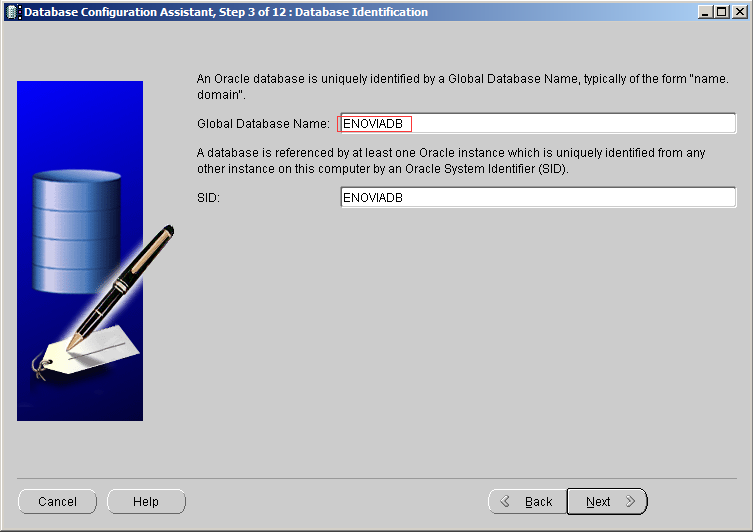 Database Configuration Assistant, Step 3 of 12 : Database Identification
An Oracle database is uniquely identified by a Global Database Name, typically of the form "name.
domain".
Global Database Name: ENOVIADB
A database is referenced by at least one Oracle instance which is uniquely identified from any
other instance on this computer by an Oracle System Identifier (SID).
SID: ENOVIADB
Cancel Help Back Next